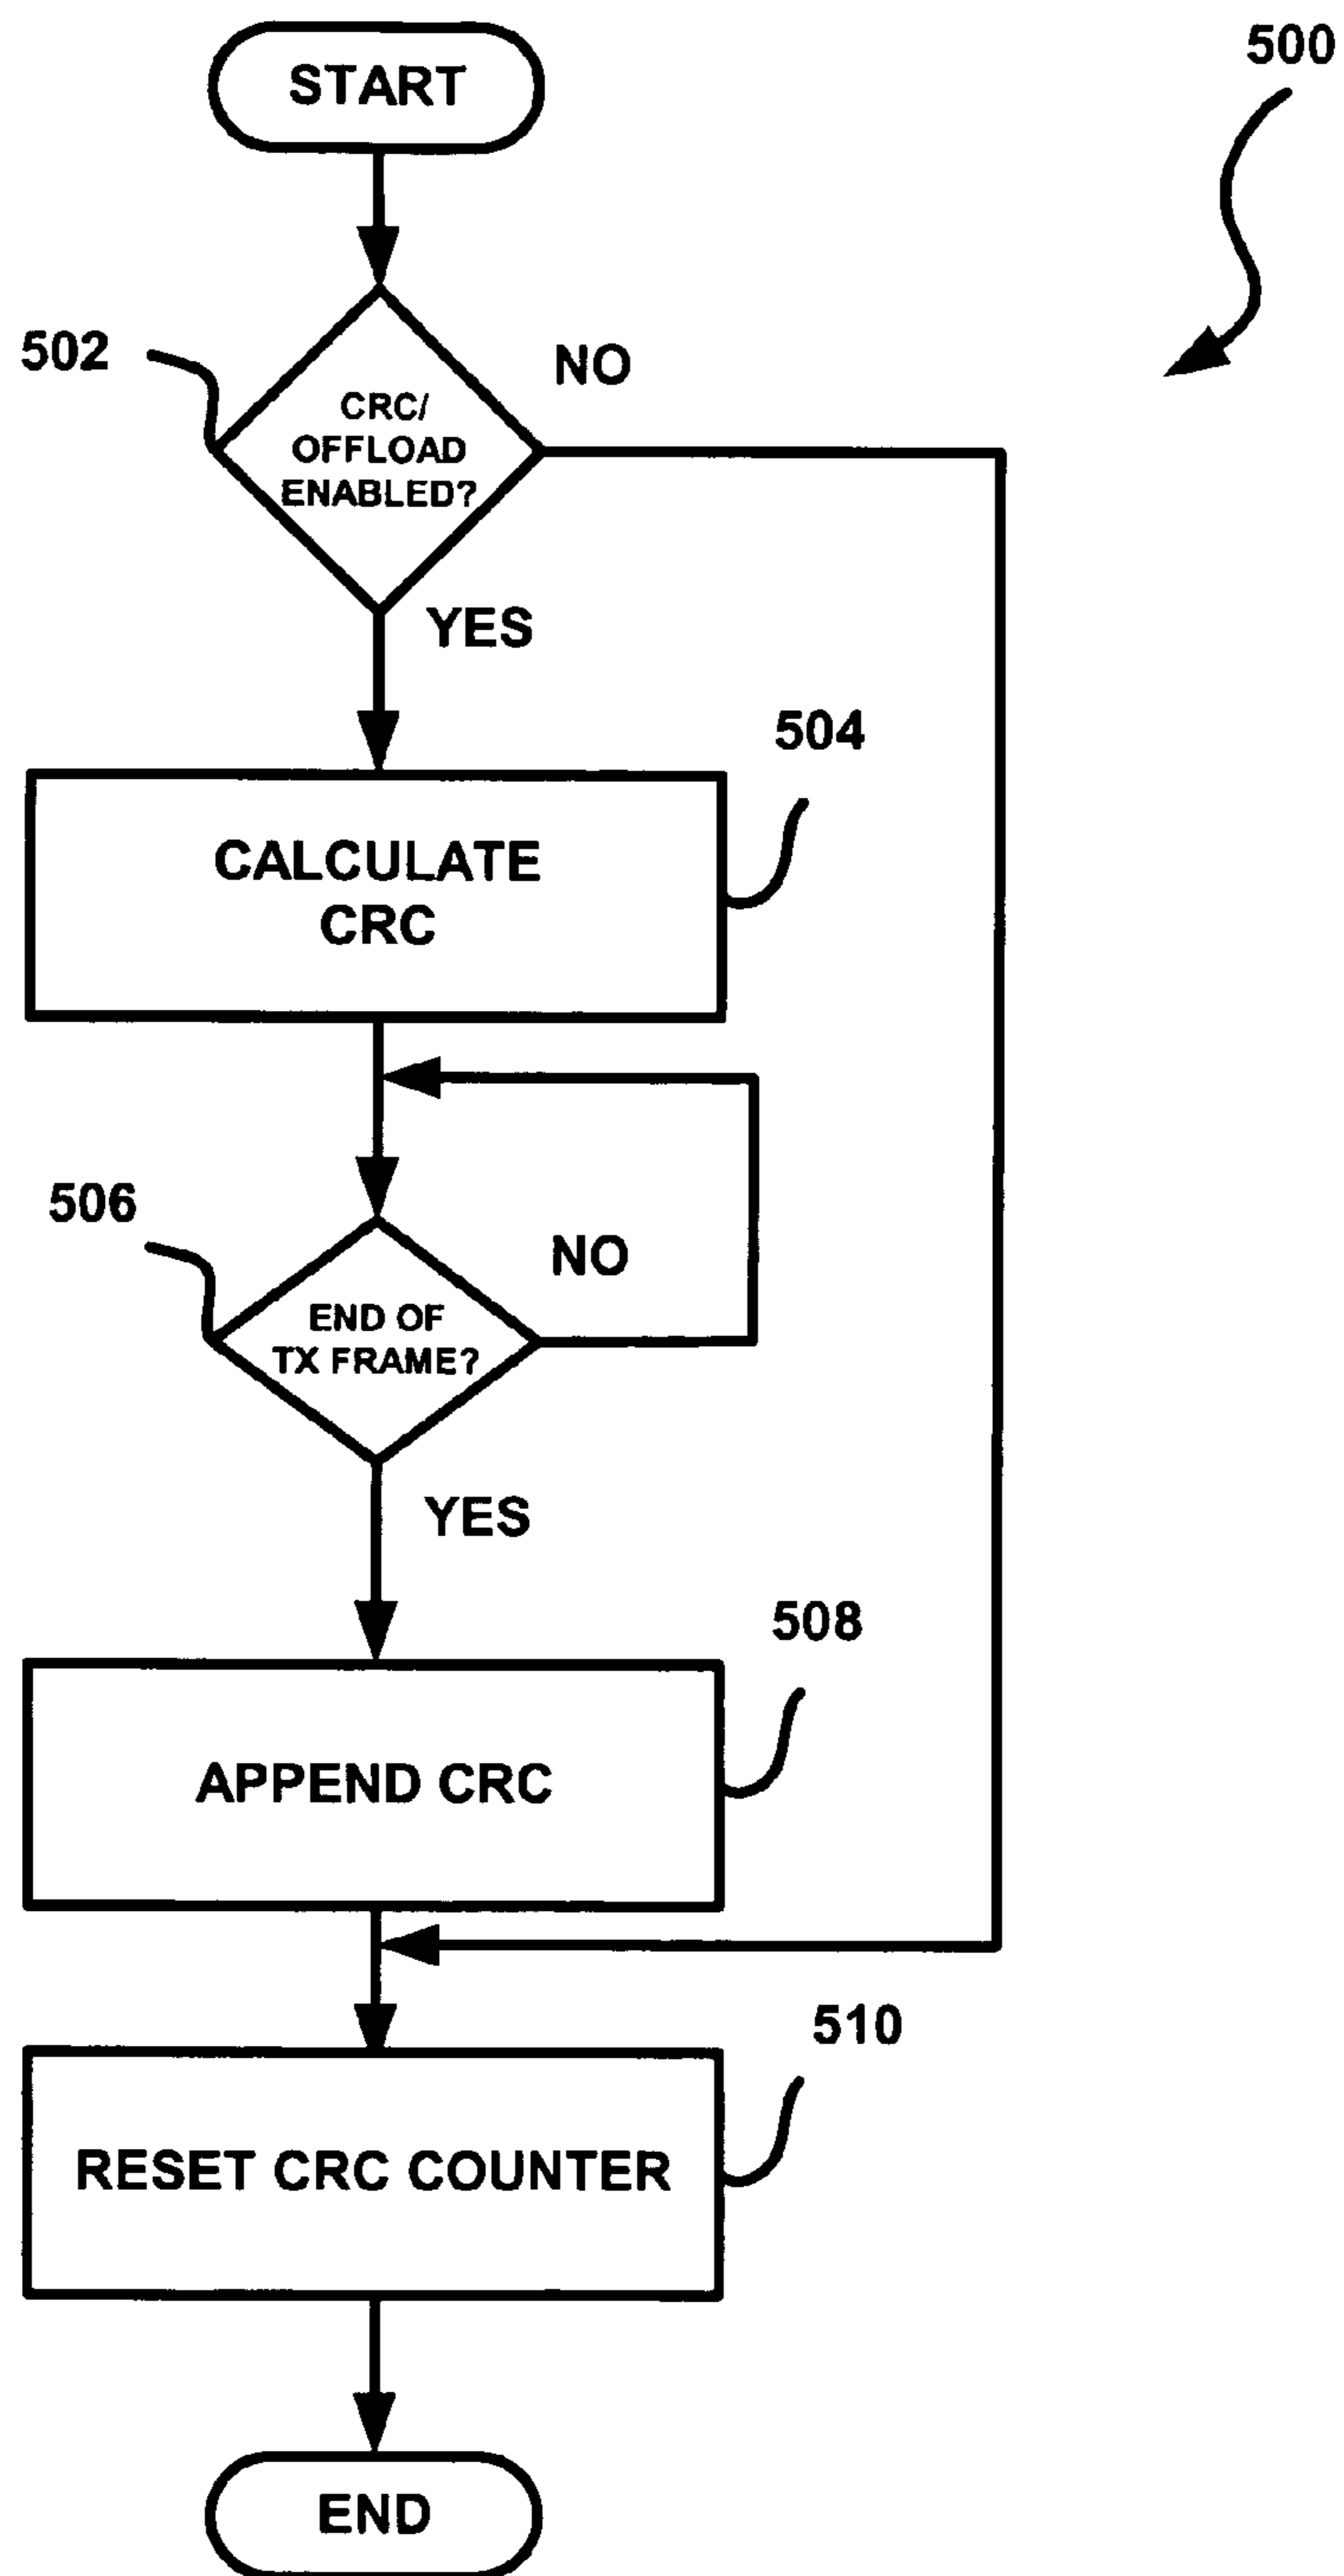 START
500
502
CRC/
OFFLOAD
ENABLED?
NO
YES
504
CALCULATE
CRC
506
END OF
TX FRAME?
NO
YES
508
APPEND CRC
510
RESET CRC COUNTER
END